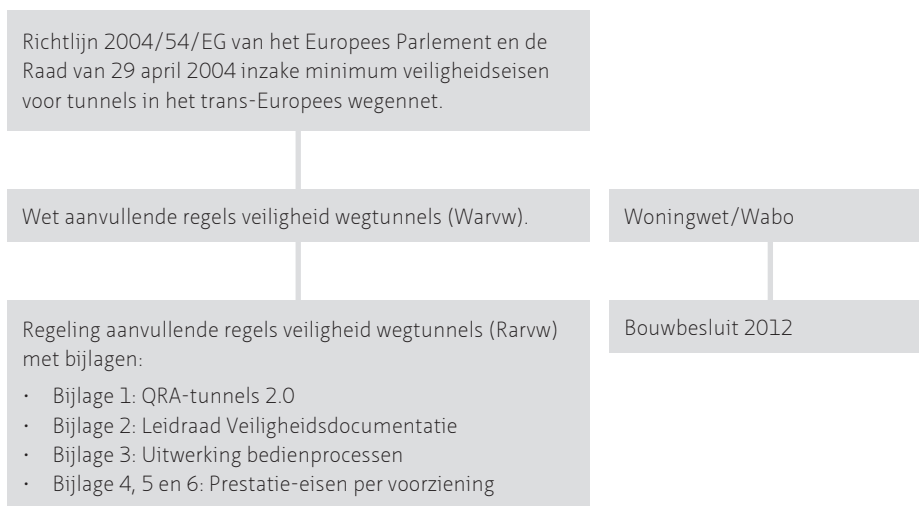 Richtlijn 2004/54/EG van het Europees Parlement en de
Raad van 29 april 2004 inzake minimum veiligheidseisen
voor tunnels in het trans-Europees wegennet.
Wet aanvullende regels veiligheid wegtunnels (Warvw).
Woningwet/Wabo
Regeling aanvullende regels veiligheid wegtunnels (Rarvw)
met bijlagen:
• Bijlage 1: QRA-tunnels 2.0
• Bijlage 2: Leidraad Veiligheidsdocumentatie
• Bijlage 3: Uitwerking bedienprocessen
• Bijlage 4, 5 en 6: Prestatie-eisen per voorziening
Bouwbesluit 2012